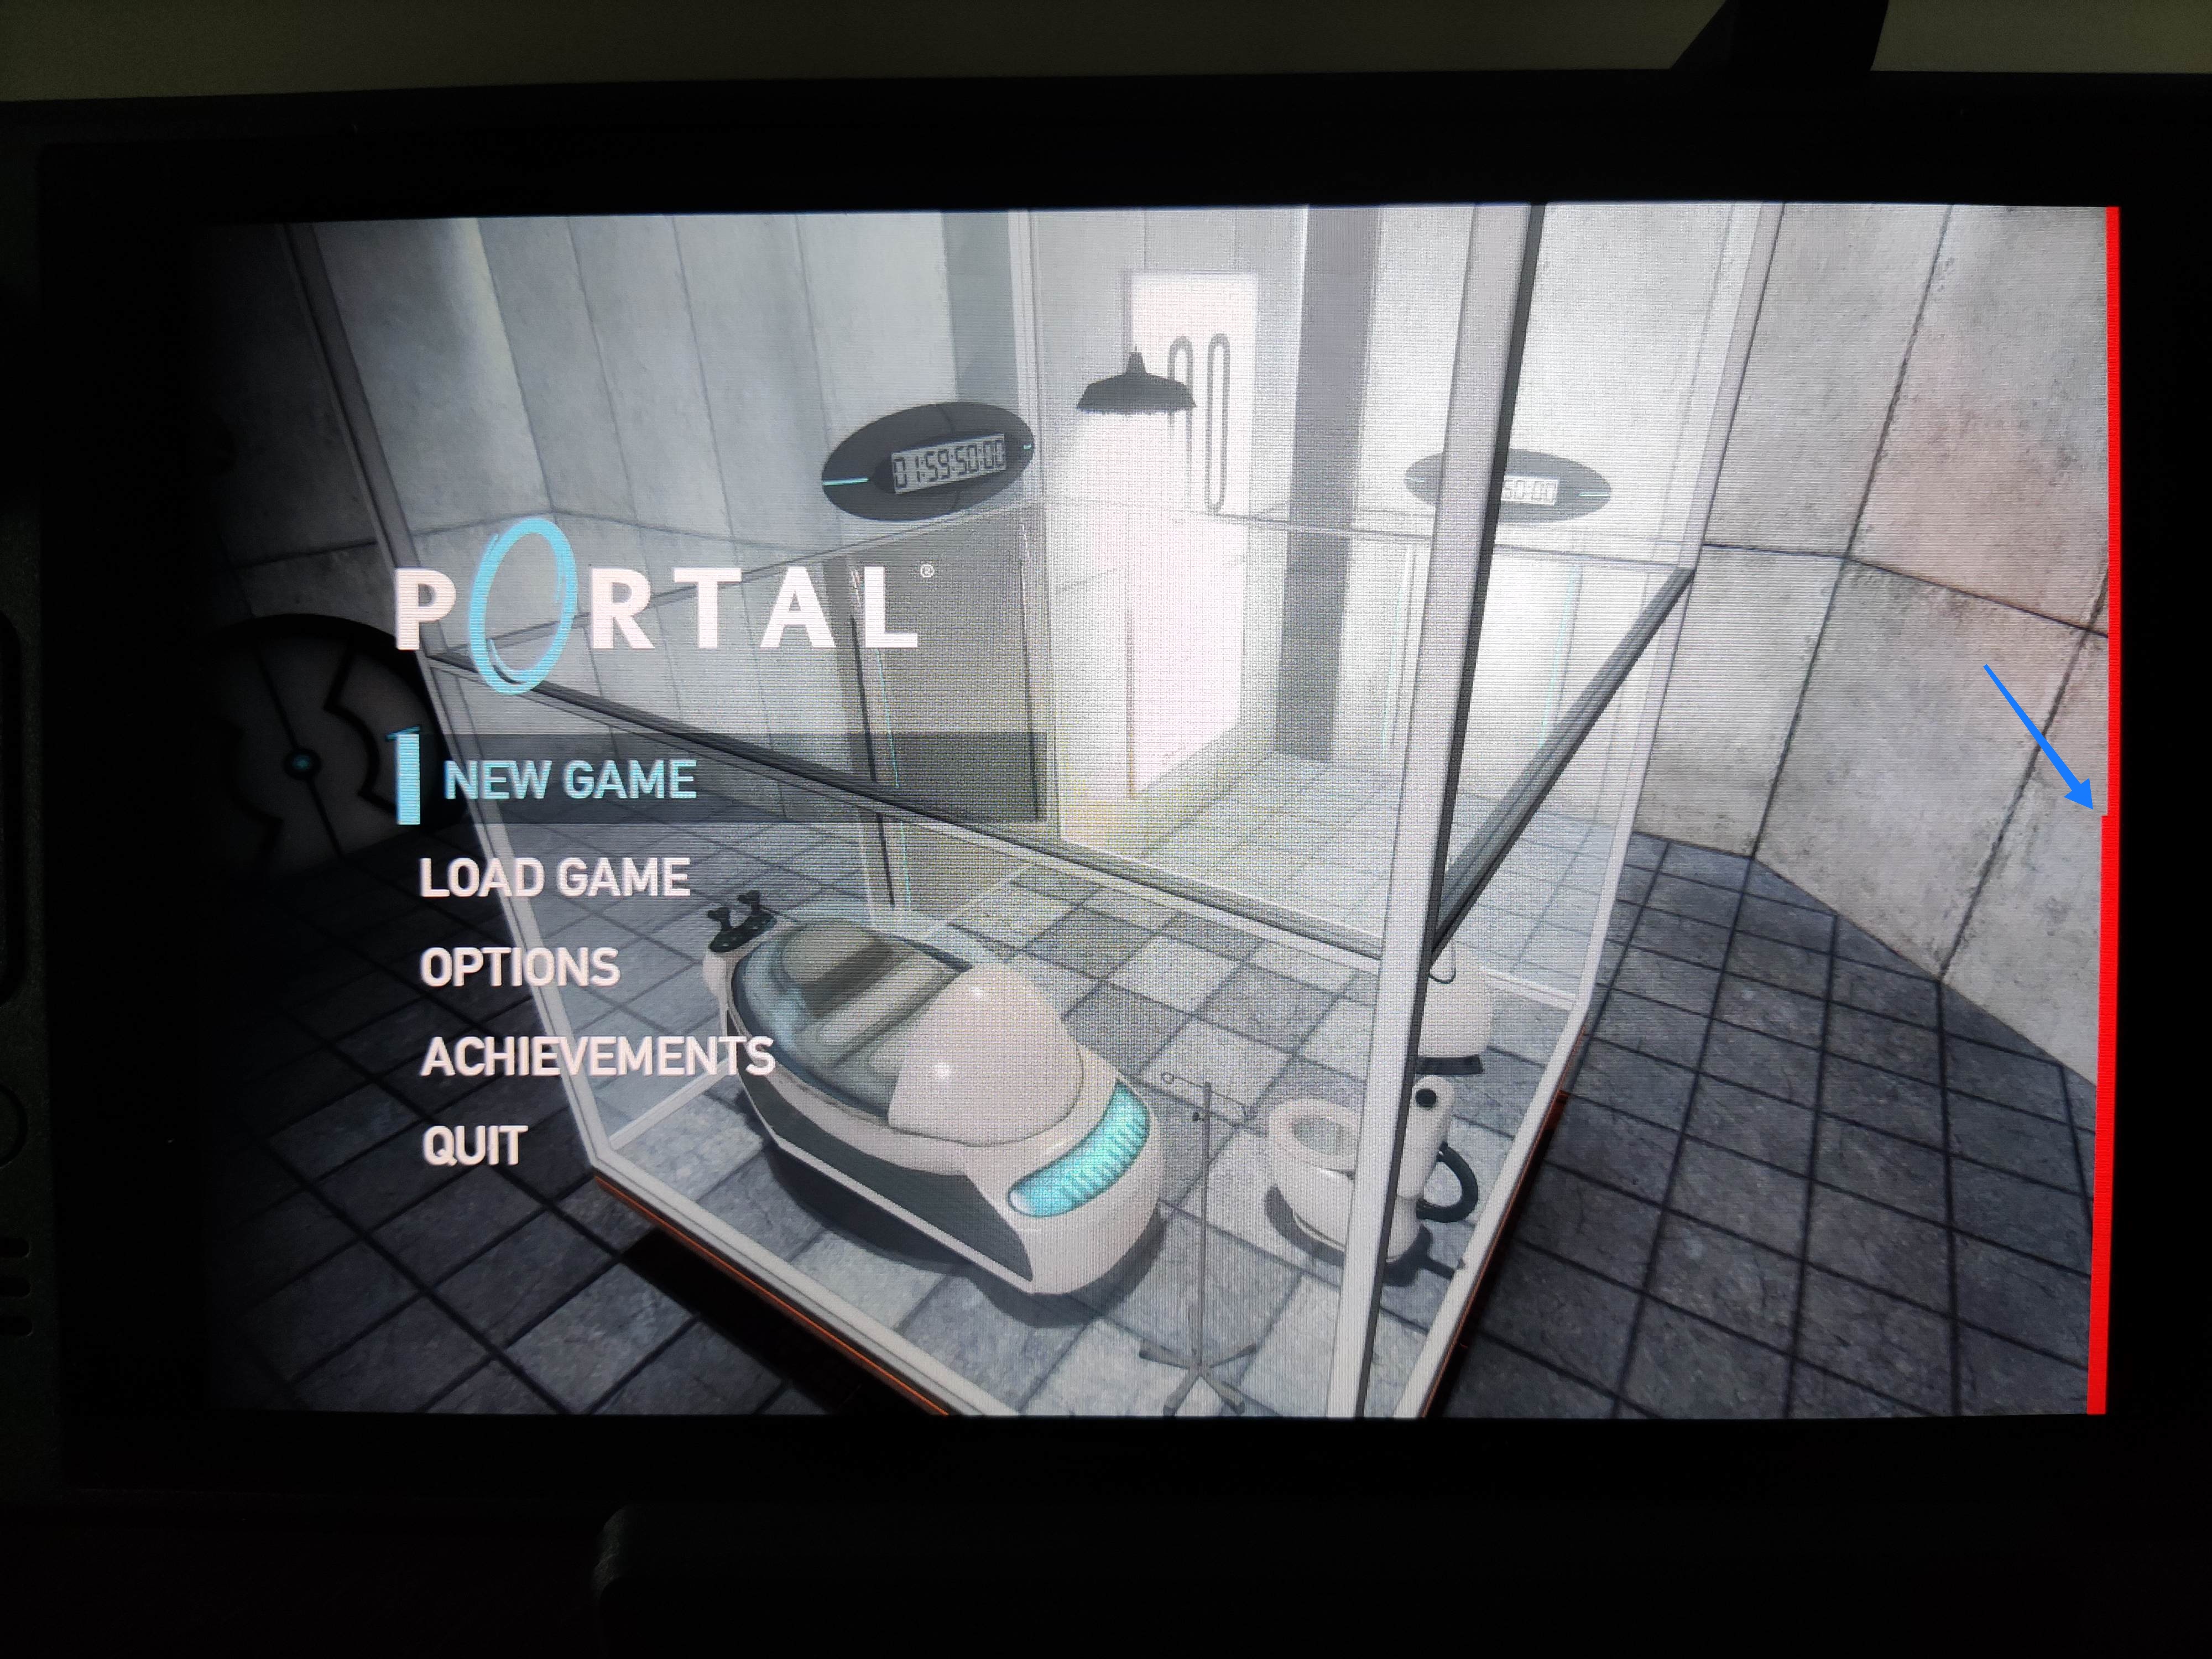 01:59:50:00
50:00
PORTAL®
NEW GAME
LOAD GAME
OPTIONS
ACHIEVEMENTS
QUIT